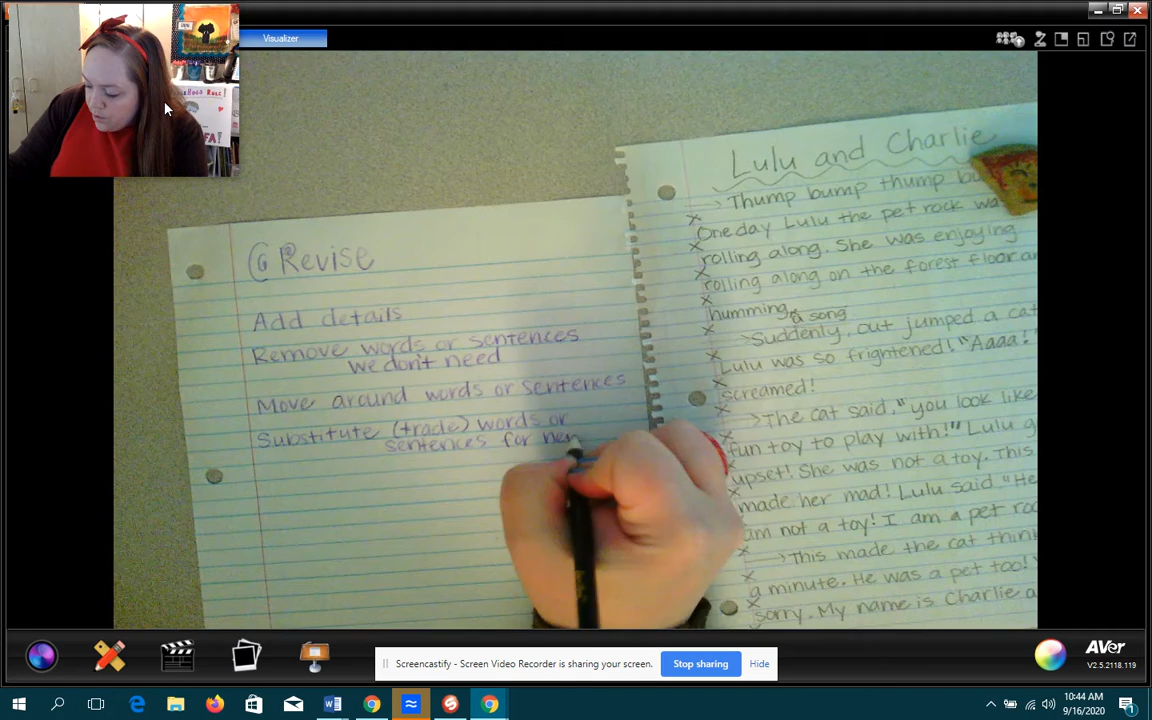 Visualizer
Revise
Add details
Remove words or sentences
we don't need
Move around words or sentences
Substitute (trade) words or
sentences for new
Lulu and Charlie
Thump bump thump
One day Lulu the pet rock
rolling along. She was enjoying
rolling along on the forest floor
humming a song
Suddenly, out jumped a cat
Lulu was so frightened! "Aaaa!"
screamed!
The cat said, "you look like
fun toy to play with!" Lulu
upset! She was not a toy. This
made her mad! Lulu said "He
am not a toy! I am a pet
This made the cat think
a minute. He was a pet too!
sorry. My name is Charlie
Screencastify - Screen Video Recorder is sharing your screen.
Stop sharing
Hide
AVer
V2.5.2118.119
10:44 AM
9/16/2020